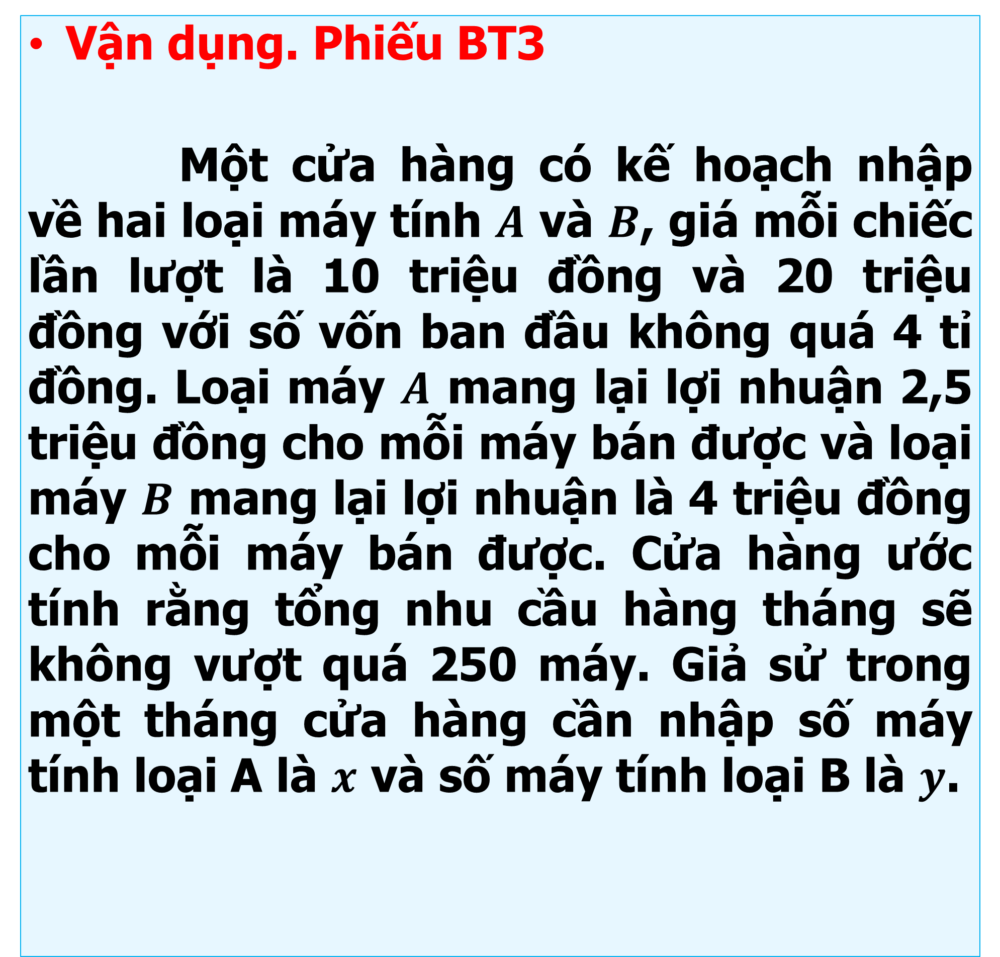 • Vận dụng. Phiếu BT3
Một cửa hàng có kế hoạch nhập
về hai loại máy tính A và B, giá mỗi chiếc
lần lượt là 10 triệu đồng và 20 triệu
đồng với số vốn ban đầu không quá 4 tỉ
đồng. Loại máy A mang lại lợi nhuận 2,5
triệu đồng cho mỗi máy bán được và loại
máy B mang lại lợi nhuận là 4 triệu đồng
cho mỗi máy bán được. Cửa hàng ước
tính rằng tổng nhu cầu hàng tháng sẽ
không vượt quá 250 máy. Giả sử trong
một tháng cửa hàng cần nhập số máy
tính loại A là x và số máy tính loại B là y.